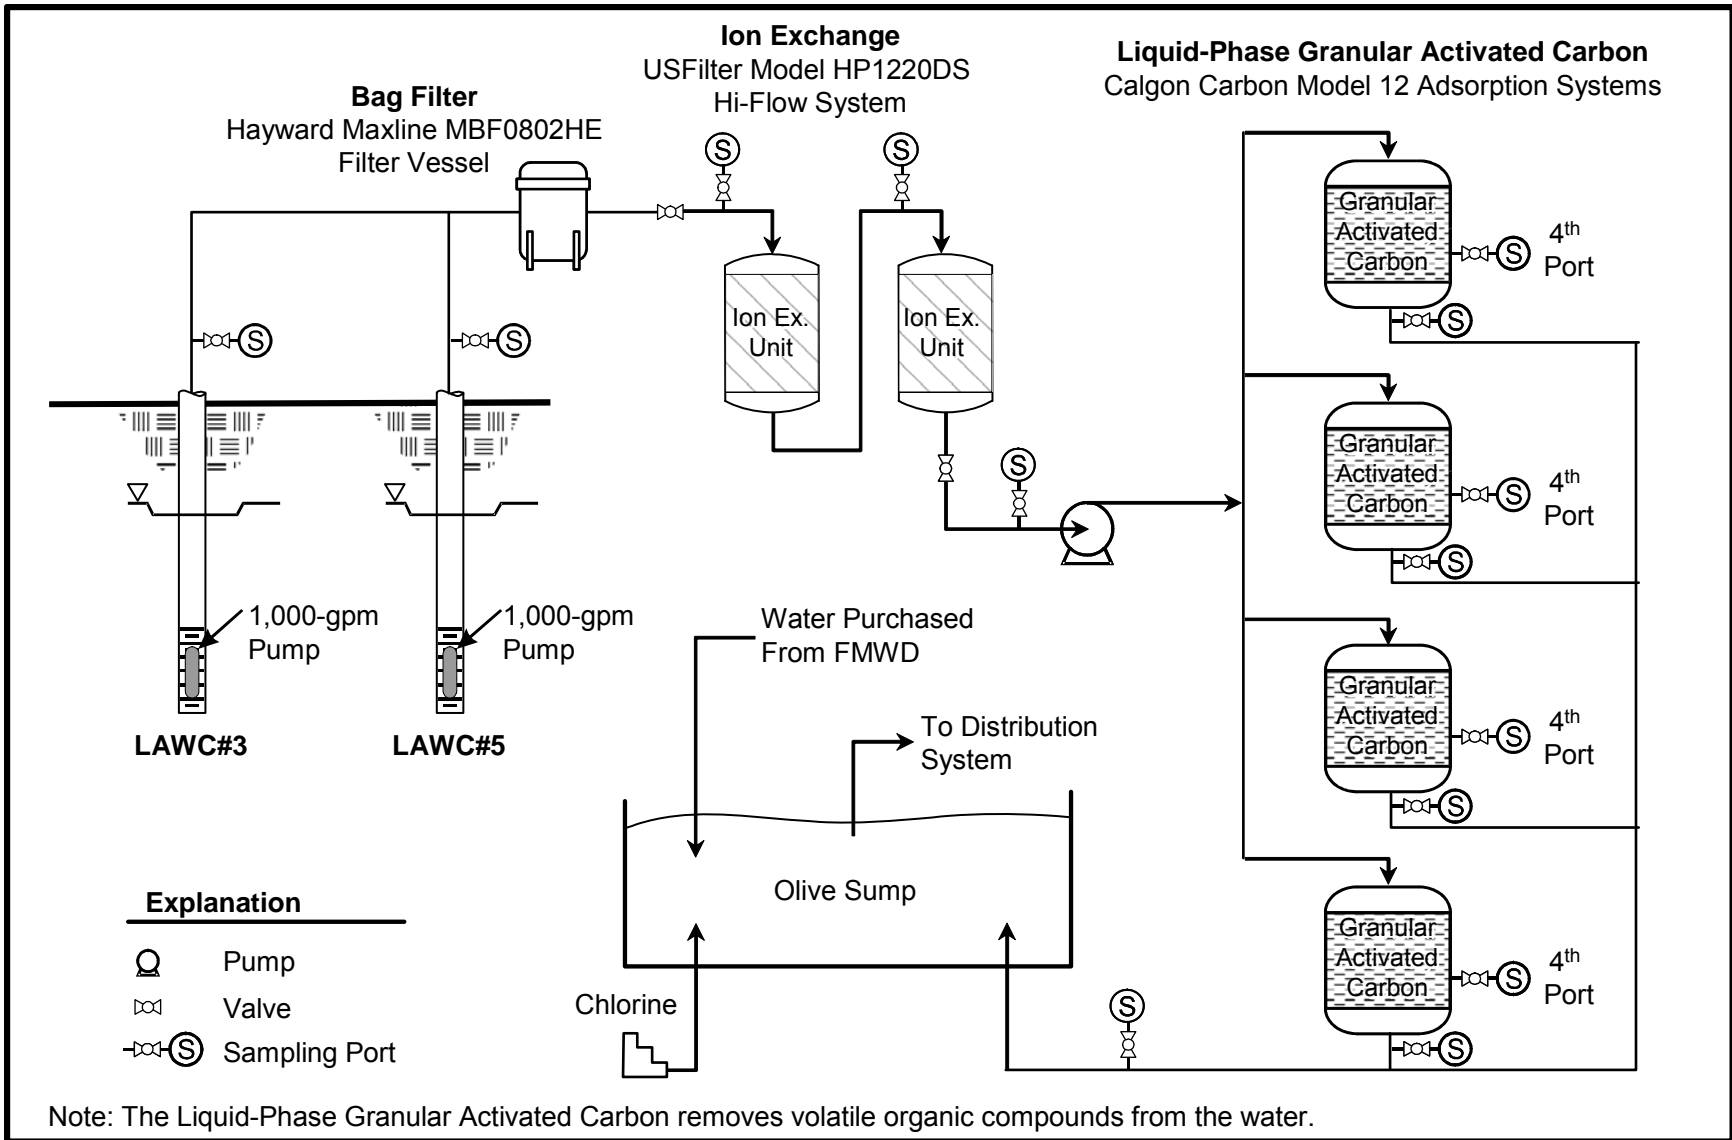 Ion Exchange
USFilter Model HP1220DS
Hi-Flow System
Liquid-Phase Granular Activated Carbon
Calgon Carbon Model 12 Adsorption Systems
Bag Filter
Hayward Maxline MBF0802HE
Filter Vessel
S
S
S
S
Ion Ex.
Unit
Ion Ex.
Unit
S
Granular
Activated
Carbon
S
4th
Port
S
Granular
Activated
Carbon
S
4th
Port
S
Granular
Activated
Carbon
S
4th
Port
S
Granular
Activated
Carbon
S
4th
Port
S
1,000-gpm
Pump
1,000-gpm
Pump
LAWC#3
LAWC#5
Water Purchased
From FMWD
To Distribution
System
Olive Sump
Chlorine
S
Explanation
Pump
Valve
S
Sampling Port
Note: The Liquid-Phase Granular Activated Carbon removes volatile organic compounds from the water.